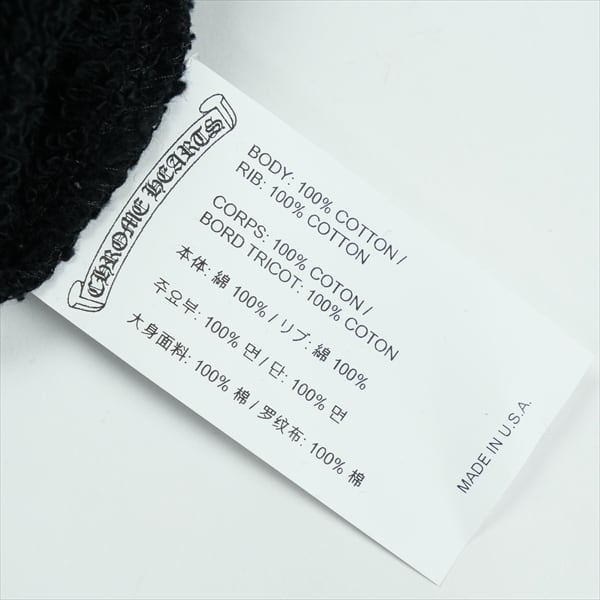 CHROME HEARTS
BODY: 100% COTTON /
RIB: 100% COTTON
CORPS: 100% COTON /
BORD TRICOT: 100% COTON
本体: 綿 100% / リブ: 綿 100%
주요부: 100% 면 / 단: 100% 면
大身面料: 100% 棉 / 罗纹布: 100% 棉
MADE IN U.S.A.